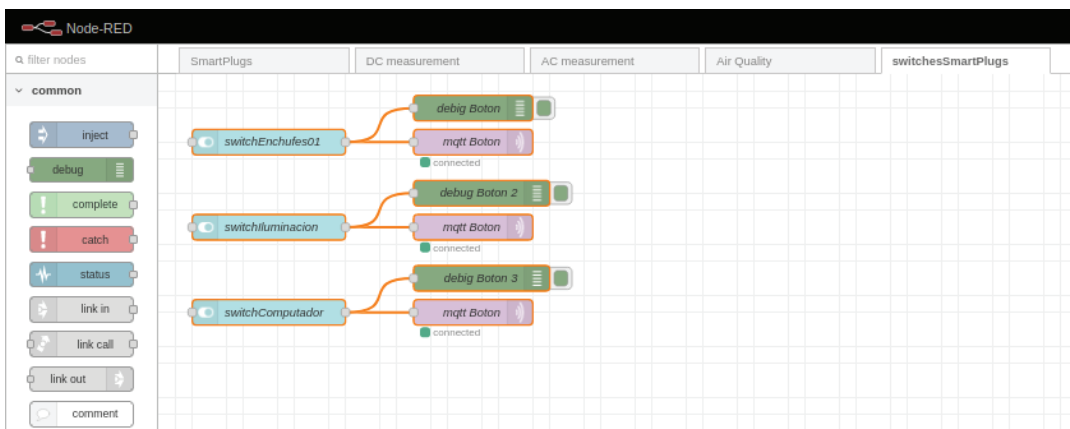 Node-RED
filter nodes
SmartPlugs
DC measurement
AC measurement
Air Quality
switchesSmartPlugs
common
inject
debug
complete
catch
status
link in
link call
link out
comment
debig Boton
switchEnchufes01
mqtt Boton
connected
debug Boton 2
switchIluminacion
mqtt Boton
connected
debig Boton 3
switchComputador
mqtt Boton
connected